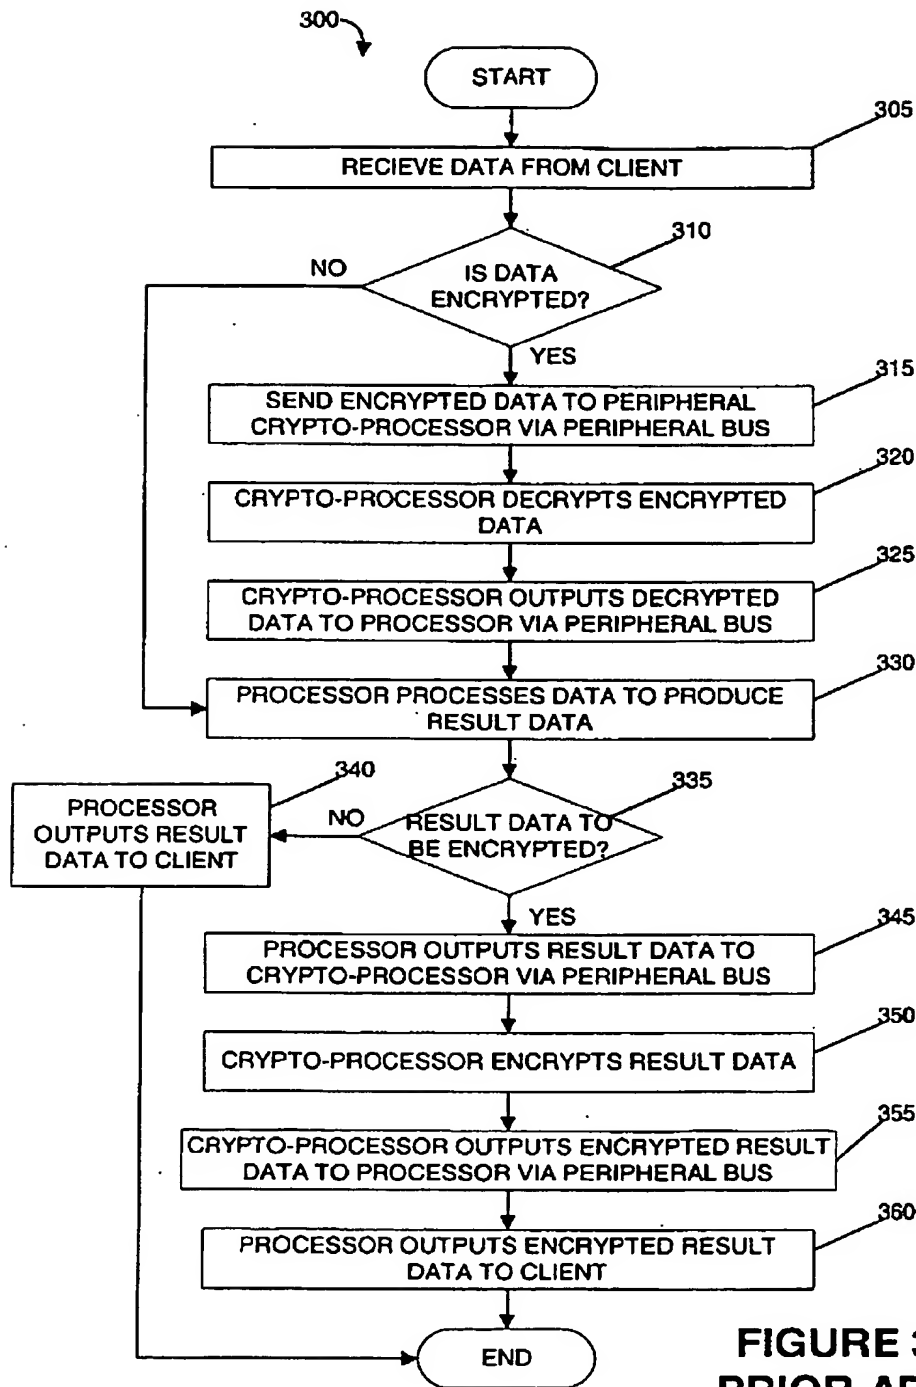 300
START
305
RECIEVE DATA FROM CLIENT
310
NO
IS DATA
ENCRYPTED?
YES
315
SEND ENCRYPTED DATA TO PERIPHERAL
CRYPTO-PROCESSOR VIA PERIPHERAL BUS
320
CRYPTO-PROCESSOR DECRYPTS ENCRYPTED
DATA
325
CRYPTO-PROCESSOR OUTPUTS DECRYPTED
DATA TO PROCESSOR VIA PERIPHERAL BUS
330
PROCESSOR PROCESSES DATA TO PRODUCE
RESULT DATA
340
PROCESSOR
OUTPUTS RESULT
DATA TO CLIENT
335
NO
RESULT DATA TO
BE ENCRYPTED?
YES
345
PROCESSOR OUTPUTS RESULT DATA TO
CRYPTO-PROCESSOR VIA PERIPHERAL BUS
350
CRYPTO-PROCESSOR ENCRYPTS RESULT DATA
355
CRYPTO-PROCESSOR OUTPUTS ENCRYPTED RESULT
DATA TO PROCESSOR VIA PERIPHERAL BUS
360
PROCESSOR OUTPUTS ENCRYPTED RESULT
DATA TO CLIENT
END
FIGURE 3
PRIOR